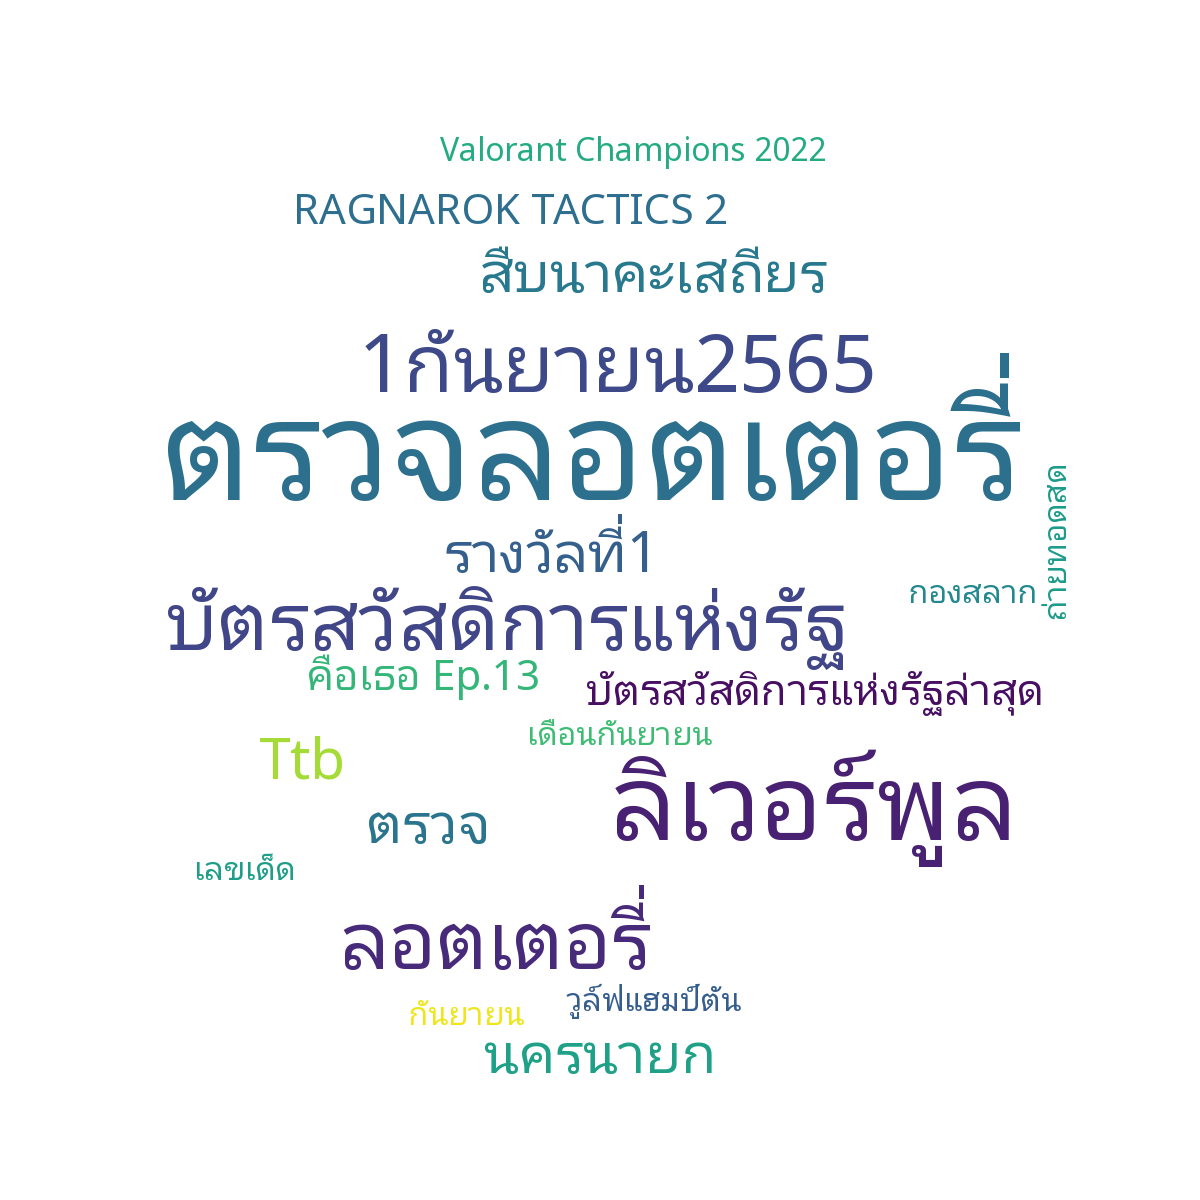 Valorant Champions 2022
RAGNAROK TACTICS 2
สืบนาคะเสถียร
1กันยายน2565
ตรวจลอตเตอรี่
ถ่ายทอดสด
รางวัลที่1
กองสลาก
บัตรสวัสดิการแห่งรัฐ
คือเธอ Ep.13
บัตรสวัสดิการแห่งรัฐล่าสุด
เดือนกันยายน
Ttb
ลิเวอร์พูล
ตรวจ
เลขเด็ด
ลอตเตอรี่
วูล์ฟแฮมป์ตัน
กันยายน
นครนายก